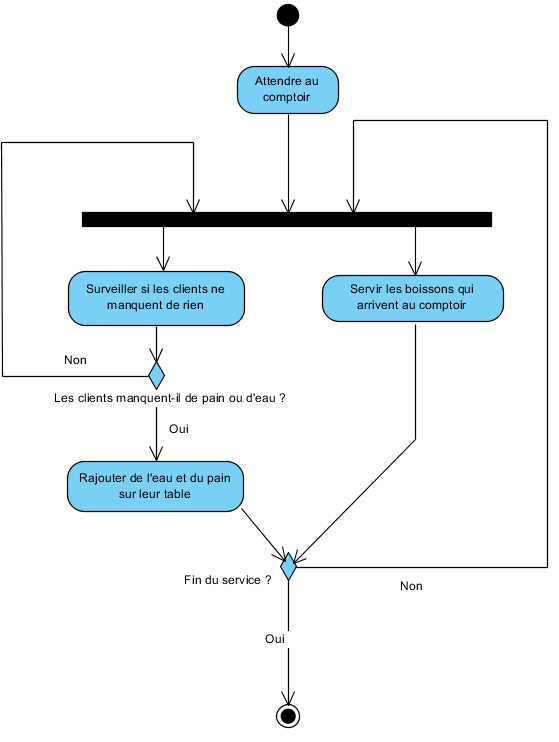 Attendre au
comptoir
Surveiller si les clients ne
manquent de rien
Servir les boissons qui
arrivent au comptoir
Non
Les clients manquent-il de pain ou d'eau ?
Oui
Rajouter de l'eau et du pain
sur leur table
Fin du service ?
Non
Oui